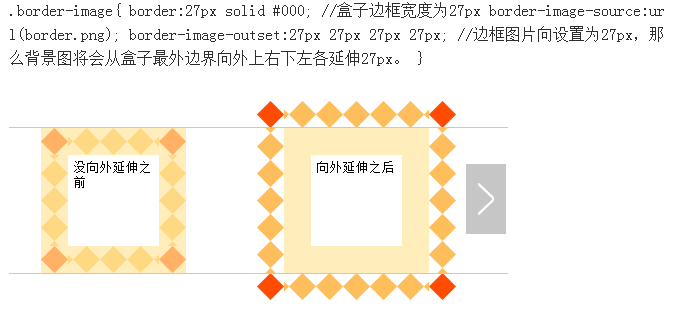 .border-image{ border:27px solid #000; //盒子边框宽度为27px border-image-source:ur
l(border.png); border-image-outset:27px 27px 27px 27px; //边框图片向设置为27px，那
么背景图将会从盒子最外边界向外上右下左各延伸27px。 }
没向外延伸之
前
向外延伸之后